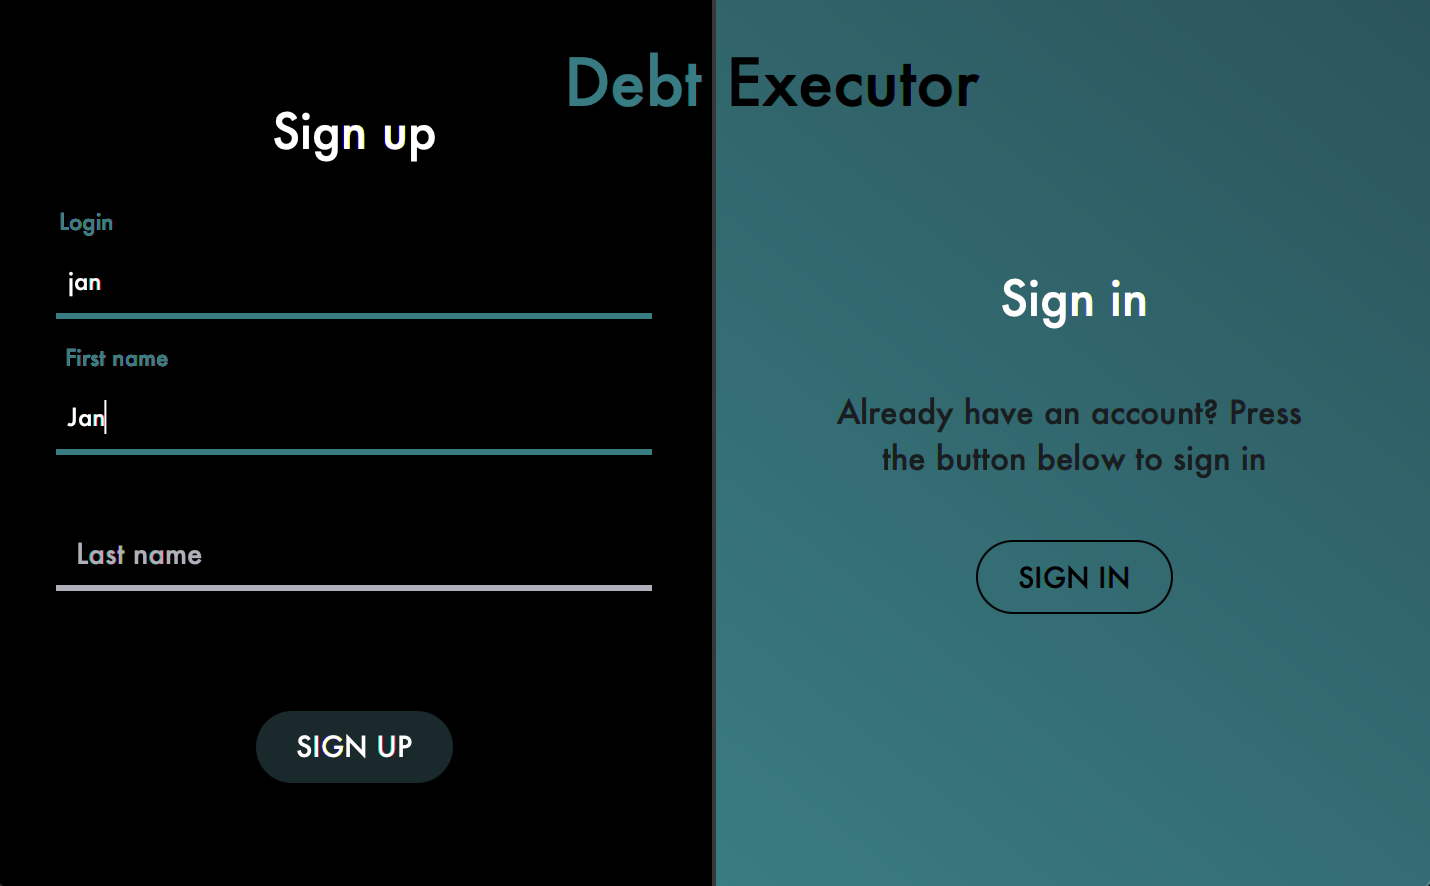 Debt Executor
Sign up
Login
jan
First name
Jan
Last name
SIGN UP
Sign in
Already have an account? Press
the button below to sign in
SIGN IN